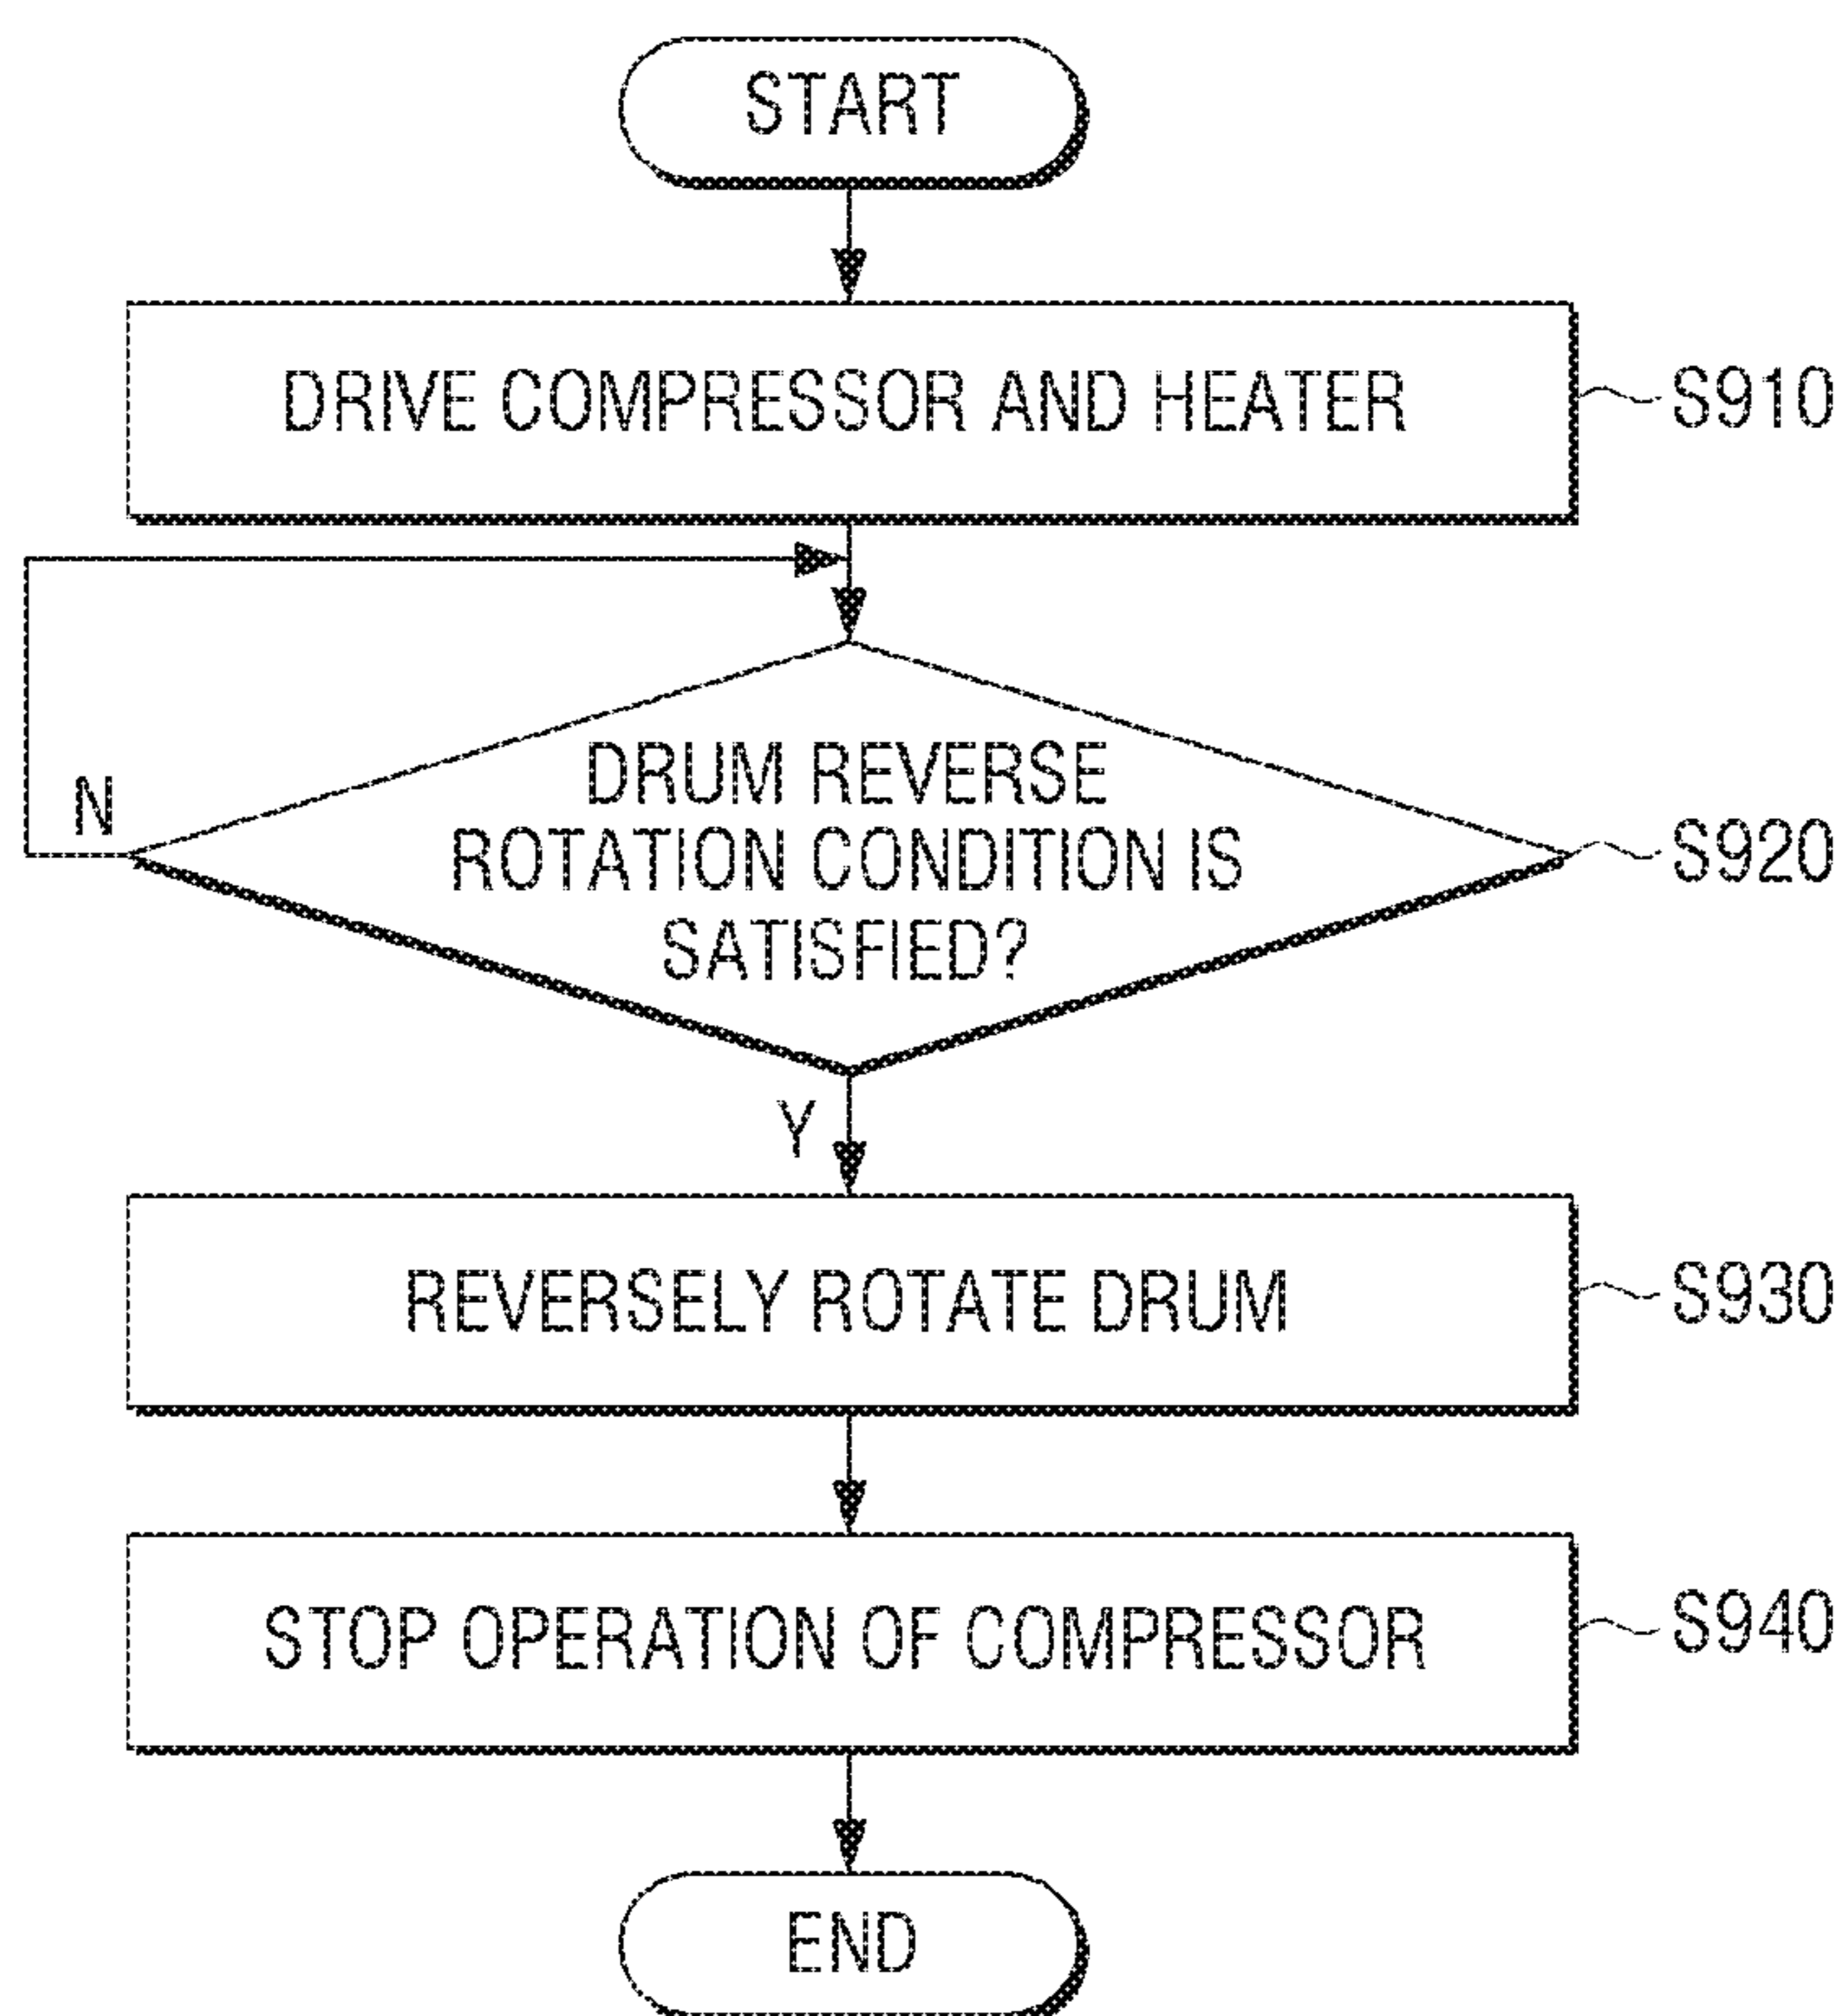 START
DRIVE COMPRESSOR AND HEATER
S910
N
DRUM REVERSE
ROTATION CONDITION IS
SATISFIED?
S920
Y
REVERSELY ROTATE DRUM
S930
STOP OPERATION OF COMPRESSOR
S940
END